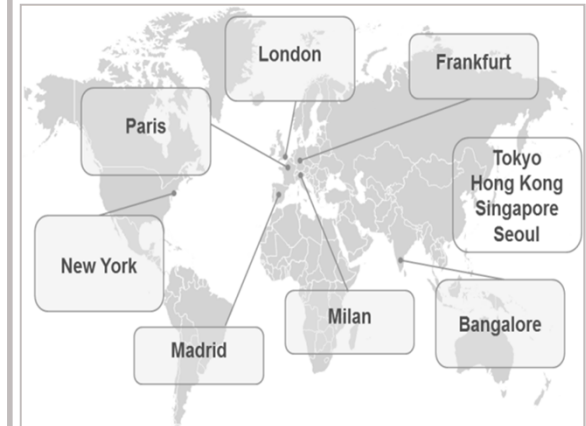 London
Frankfurt
Paris
Tokyo
Hong Kong
Singapore
Seoul
New York
Milan
Bangalore
Madrid